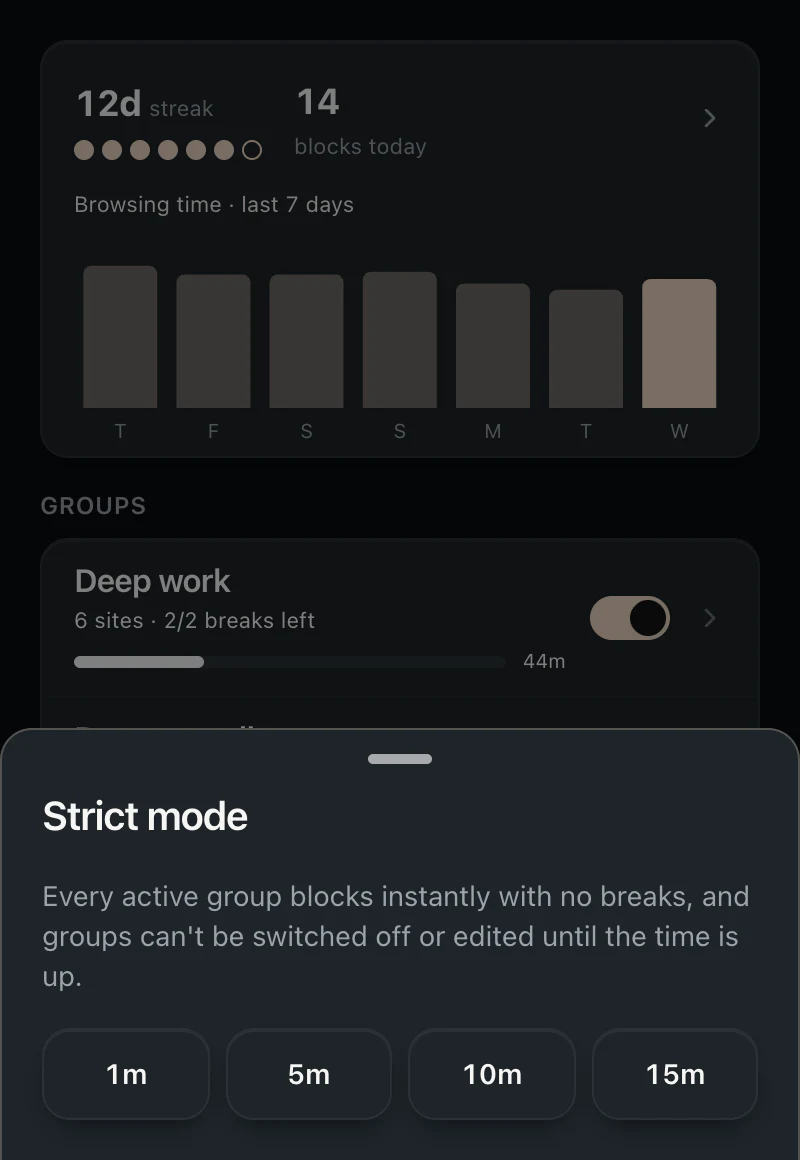 12d streak
14
blocks today
Browsing time · last 7 days
T F S S M T W
GROUPS
Deep work
6 sites · 2/2 breaks left
44m
Strict mode
Every active group blocks instantly with no breaks, and
groups can't be switched off or edited until the time is
up.
1m 5m 10m 15m